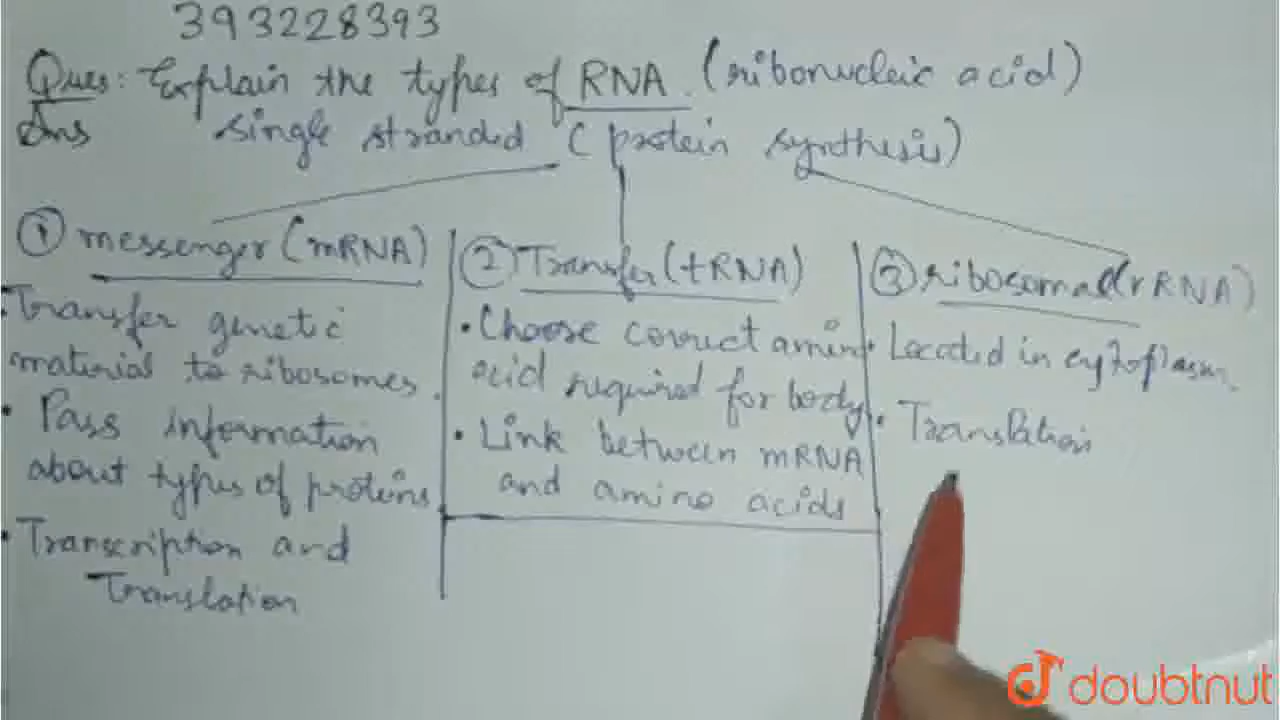 393228393
Ques: Explain the types of RNA. (ribonucleic acid)
Ans single stranded (protein synthesis)
① messenger (mRNA)
· Transfer genetic
material to ribosomes.
· Pass information
about types of proteins
· Transcription and
Translation
② Transfer (tRNA)
· Choose correct amino
acid required for body
· Link between mRNA
and amino acids
③ ribosomal (rRNA)
· Located in cytoplasm.
· Translation
doubtnut